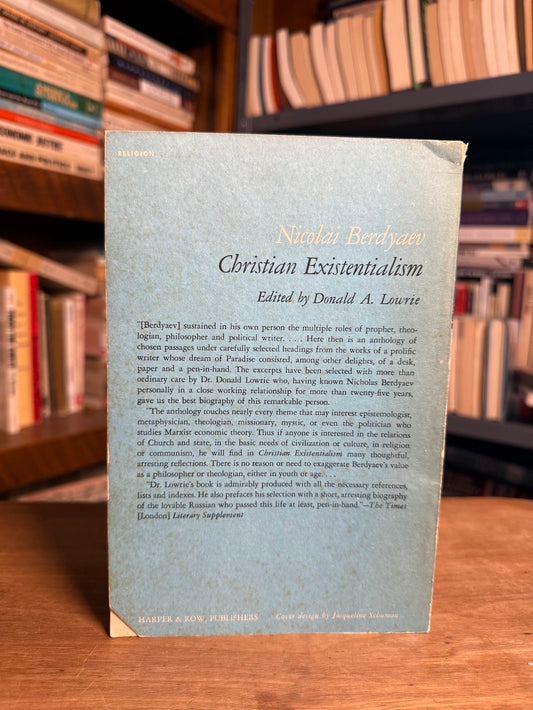 RELIGION
Nicolai Berdyaev
Christian Existentialism
Edited by Donald A. Lowrie
"[Berdyaev] sustained in his own person the multiple roles of prophet, theo-
logian, philosopher and political writer. . . . Here then is an anthology of
chosen passages under carefully selected headings from the works of a prolific
writer whose dream of Paradise consisted, among other delights, of a desk,
paper and a pen-in-hand. The excerpts have been selected with more than
ordinary care by Dr. Donald Lowrie who, having known Nicholas Berdyaev
personally in a close working relationship for more than twenty-five years,
gave us the best biography of this remarkable person.
"The anthology touches nearly every theme that may interest epistemologist,
metaphysician, theologian, missionary, mystic, or even the politician who
studies Marxist economic theory. Thus if anyone is interested in the relations
of Church and state, in the basic needs of civilization or culture, in religion
or communism, he will find in Christian Existentialism many thoughtful,
arresting reflections. There is no reason or need to exaggerate Berdyaev's value
as a philosopher or theologian, either in youth or age. . . .
"Dr. Lowrie's book is admirably produced with all the necessary references,
lists and indexes. He also prefaces his selection with a short, arresting biography
of the lovable Russian who passed this life at least, pen-in-hand."—The Times
[London] Literary Supplement
HARPER & ROW, PUBLISHERS Cover design by Jacqueline Schuman